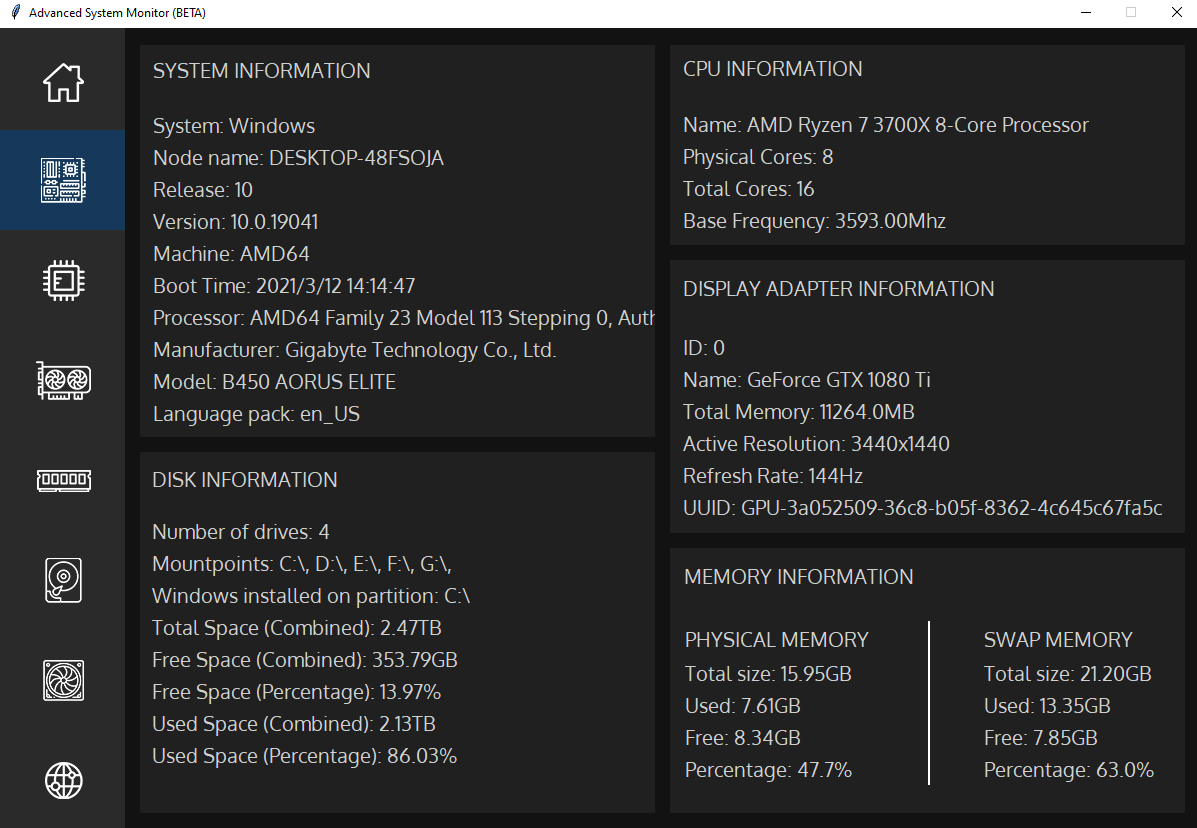 Advanced System Monitor (BETA)
SYSTEM INFORMATION
System: Windows
Node name: DESKTOP-48FSOJA
Release: 10
Version: 10.0.19041
Machine: AMD64
Boot Time: 2021/3/12 14:14:47
Processor: AMD64 Family 23 Model 113 Stepping 0, Auth
Manufacturer: Gigabyte Technology Co., Ltd.
Model: B450 AORUS ELITE
Language pack: en_US
DISK INFORMATION
Number of drives: 4
Mountpoints: C:\, D:\, E:\, F:\, G:\,
Windows installed on partition: C:\
Total Space (Combined): 2.47TB
Free Space (Combined): 353.79GB
Free Space (Percentage): 13.97%
Used Space (Combined): 2.13TB
Used Space (Percentage): 86.03%
CPU INFORMATION
Name: AMD Ryzen 7 3700X 8-Core Processor
Physical Cores: 8
Total Cores: 16
Base Frequency: 3593.00Mhz
DISPLAY ADAPTER INFORMATION
ID: 0
Name: GeForce GTX 1080 Ti
Total Memory: 11264.0MB
Active Resolution: 3440x1440
Refresh Rate: 144Hz
UUID: GPU-3a052509-36c8-b05f-8362-4c645c67fa5c
MEMORY INFORMATION
PHYSICAL MEMORY
Total size: 15.95GB
Used: 7.61GB
Free: 8.34GB
Percentage: 47.7%
SWAP MEMORY
Total size: 21.20GB
Used: 13.35GB
Free: 7.85GB
Percentage: 63.0%